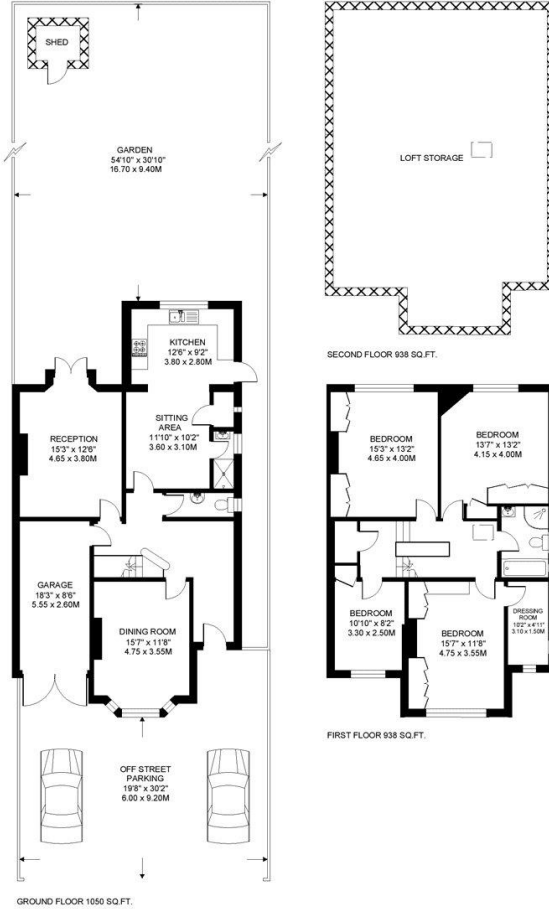 SHED
GARDEN
54'10" x 30'10"
16.70 x 9.40M
KITCHEN
12'6" x 9'2"
3.80 x 2.80M
SITTING
AREA
11'10" x 10'2"
3.60 x 3.10M
RECEPTION
15'3" x 12'6"
4.65 x 3.80M
GARAGE
18'3" x 8'6"
5.55 x 2.60M
DINING ROOM
15'7" x 11'8"
4.75 x 3.55M
OFF STREET
PARKING
19'8" x 30'2"
6.00 x 9.20M
GROUND FLOOR 1050 SQ.FT.
LOFT STORAGE
SECOND FLOOR 938 SQ.FT.
BEDROOM
15'3" x 13'2"
4.65 x 4.00M
BEDROOM
13'7" x 13'2"
4.15 x 4.00M
BEDROOM
10'10" x 8'2"
3.30 x 2.50M
BEDROOM
15'7" x 11'8"
4.75 x 3.55M
DRESSING
ROOM
10'2" x 4'11"
3.10 x 1.50M
FIRST FLOOR 938 SQ.FT.